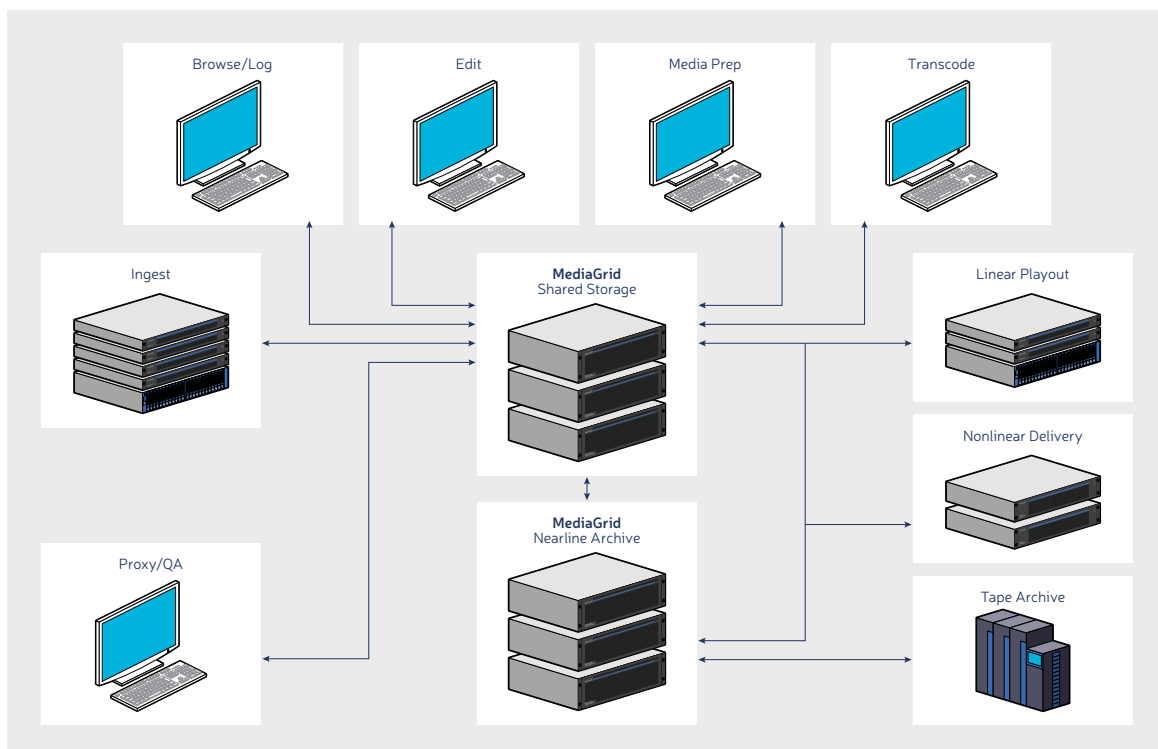 Browse/Log
Edit
Media Prep
Transcode
Ingest
MediaGrid
Shared Storage
Linear Playout
Nonlinear Delivery
MediaGrid
Nearline Archive
Proxy/QA
Tape Archive